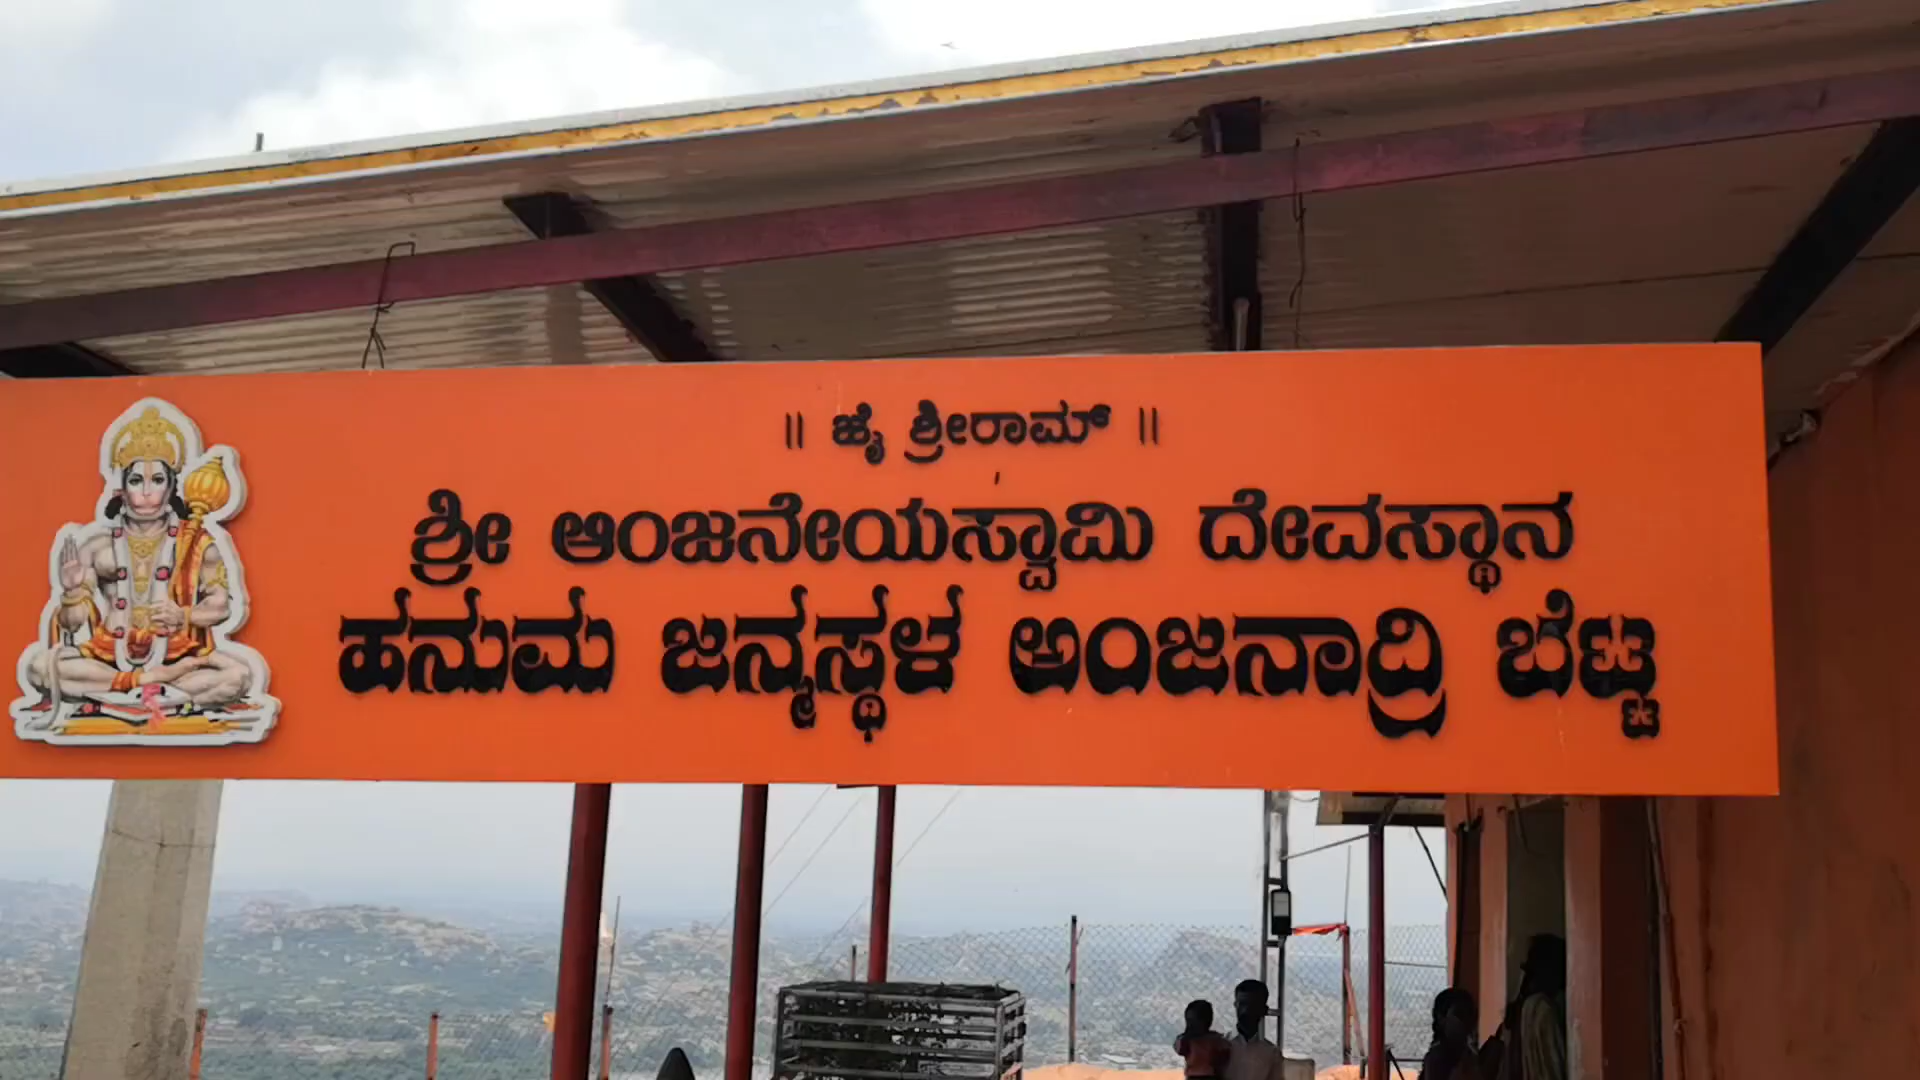 ॥ ಜೈ ಶ್ರೀರಾಮ್ ॥
ಶ್ರೀ ಆಂಜನೇಯಸ್ವಾಮಿ ದೇವಸ್ಥಾನ
ಹನುಮ ಜನ್ಮಸ್ಥಳ ಅಂಜನಾದ್ರಿ ಬೆಟ್ಟ